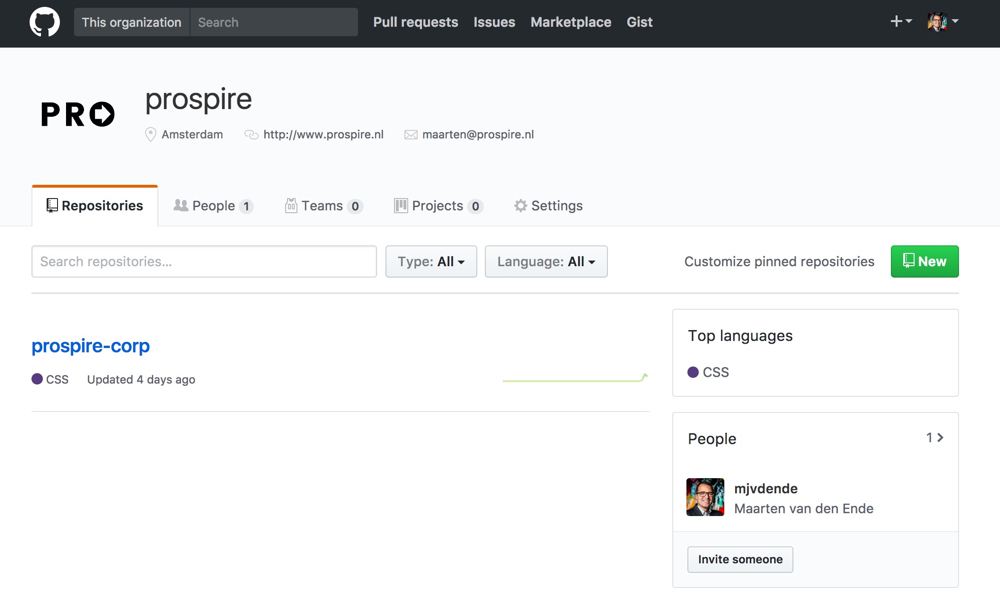 This organization Search Pull requests Issues Marketplace Gist
PRO
prospire
Amsterdam http://www.prospire.nl maarten@prospire.nl
Repositories People 1 Teams 0 Projects 0 Settings
Search repositories... Type: All Language: All Customize pinned repositories New
prospire-corp
CSS Updated 4 days ago
Top languages
CSS
People 1
mjvdende
Maarten van den Ende
Invite someone